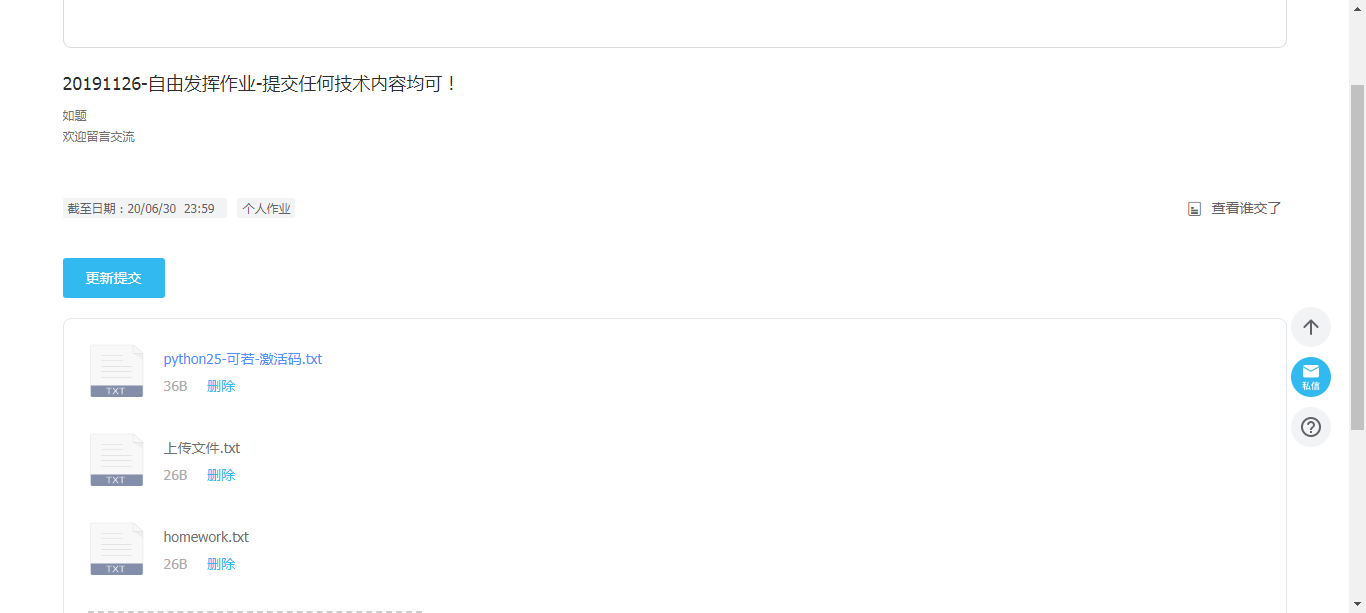 20191126-自由发挥作业-提交任何技术内容均可！
如题
欢迎留言交流
截至日期：20/06/30 23:59 个人作业 查看谁交了
更新提交
python25-可若-激活码.txt
TXT 36B 删除
私信
上传文件.txt
TXT 26B 删除
homework.txt
TXT 26B 删除